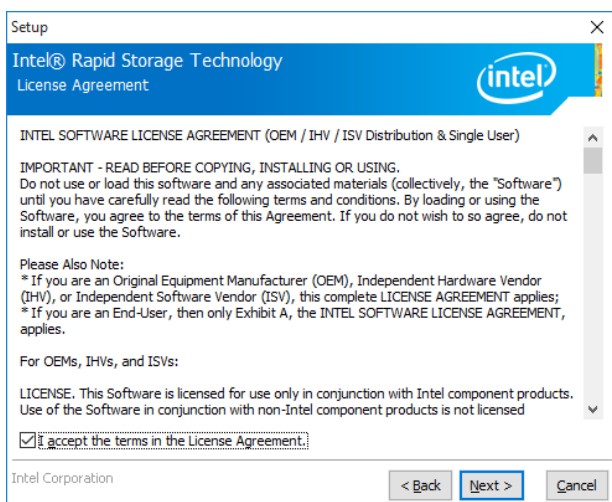 Setup
Intel® Rapid Storage Technology
License Agreement
intel
INTEL SOFTWARE LICENSE AGREEMENT (OEM / IHV / ISV Distribution & Single User)
IMPORTANT - READ BEFORE COPYING, INSTALLING OR USING.
Do not use or load this software and any associated materials (collectively, the "Software")
until you have carefully read the following terms and conditions. By loading or using the
Software, you agree to the terms of this Agreement. If you do not wish to so agree, do not
install or use the Software.
Please Also Note:
* If you are an Original Equipment Manufacturer (OEM), Independent Hardware Vendor
(IHV), or Independent Software Vendor (ISV), this complete LICENSE AGREEMENT applies;
* If you are an End-User, then only Exhibit A, the INTEL SOFTWARE LICENSE AGREEMENT,
applies.
For OEMs, IHVs, and ISVs:
LICENSE. This Software is licensed for use only in conjunction with Intel component products.
Use of the Software in conjunction with non-Intel component products is not licensed
I accept the terms in the License Agreement.
Intel Corporation
< Back Next > Cancel